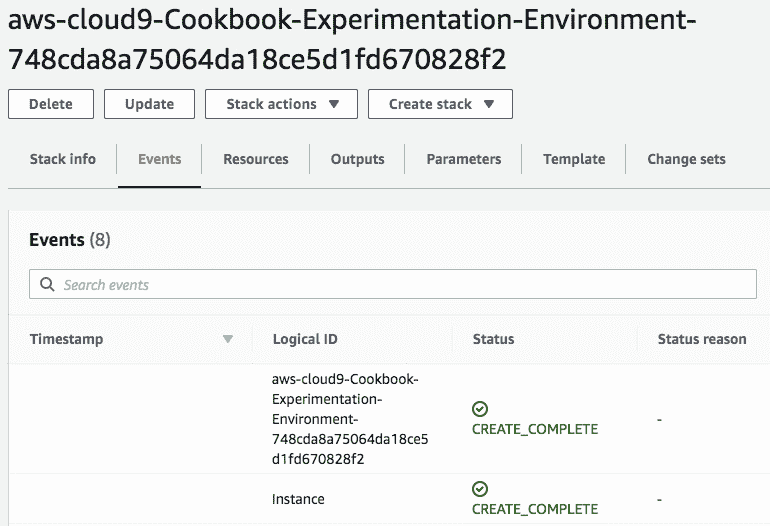 aws-cloud9-Cookbook-Experimentation-Environment-
748cda8a75064da18ce5d1fd670828f2
Delete Update Stack actions Create stack
Stack info Events Resources Outputs Parameters Template Change sets
Events (8)
Search events
Timestamp Logical ID Status Status reason
aws-cloud9-Cookbook-
Experimentation-
Environment-
748cda8a75064da18ce5
d1fd670828f2
CREATE_COMPLETE
-
Instance
CREATE_COMPLETE
-